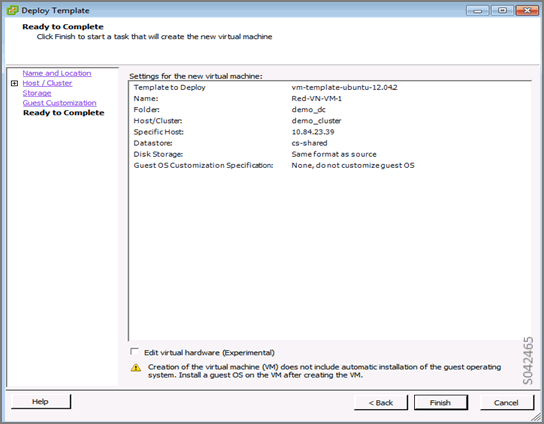 Deploy Template
Ready to Complete
Click Finish to start a task that will create the new virtual machine
Name and Location
Host / Cluster
Storage
Guest Customization
Ready to Complete
Settings for the new virtual machine:
Template to Deploy vm-template-ubuntu-12.04.2
Name: Red-VN-VM-1
Folder: demo_dc
Host/Cluster: demo_cluster
Specific Host: 10.84.23.39
Datastore: cs-shared
Disk Storage: Same format as source
Guest OS Customization Specification: None, do not customize guest OS
Edit virtual hardware (Experimental)
Creation of the virtual machine (VM) does not include automatic installation of the guest operating
system. Install a guest OS on the VM after creating the VM.
S042465
Help
< Back
Finish
Cancel